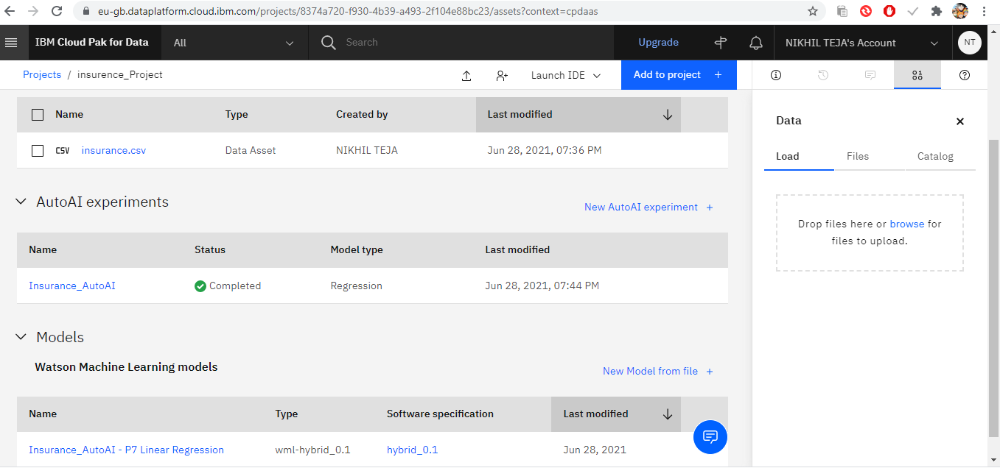 eu-gb.dataplatform.cloud.ibm.com/projects/8374a720-f930-4b39-a493-2f104e88bc23/assets?context=cpdaas
IBM Cloud Pak for Data All Search Upgrade NIKHIL TEJA's Account NT
Projects / insurence_Project Launch IDE Add to project +
Name Type Created by Last modified
CSV insurance.csv Data Asset NIKHIL TEJA Jun 28, 2021, 07:36 PM
AutoAI experiments
New AutoAI experiment +
Name Status Model type Last modified
Insurance_AutoAI Completed Regression Jun 28, 2021, 07:44 PM
Models
Watson Machine Learning models
New Model from file +
Name Type Software specification Last modified
Insurance_AutoAI - P7 Linear Regression wml-hybrid_0.1 hybrid_0.1 Jun 28, 2021
Data
Load Files Catalog
Drop files here or browse for
files to upload.